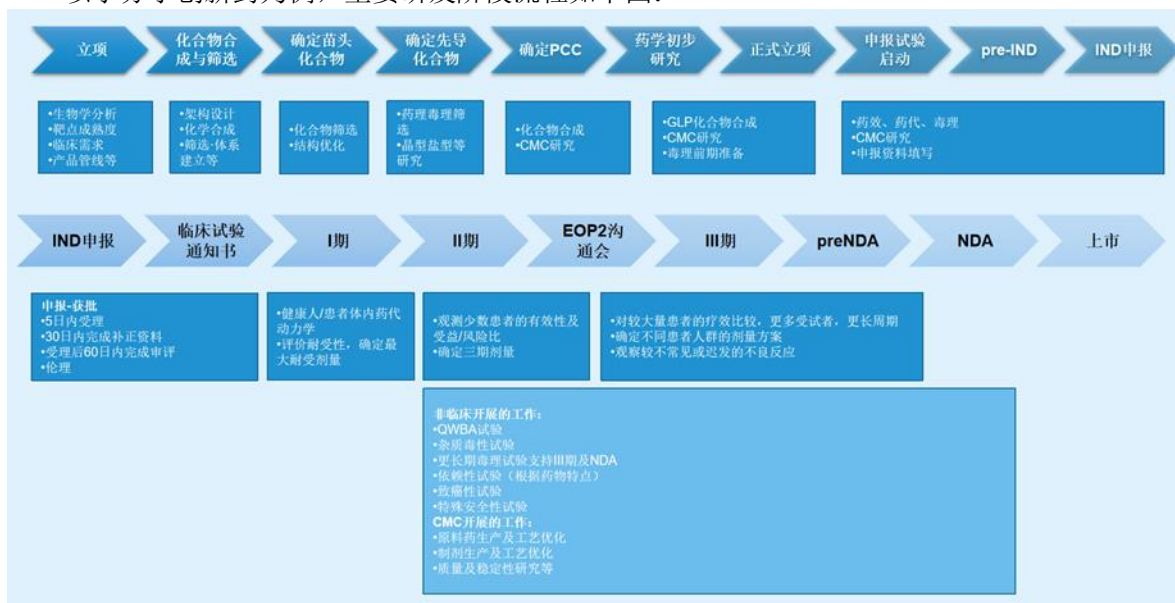 立项
化合物合
成与筛选
确定苗头
化合物
确定先导
化合物
确定PCC
药学初步
研究
正式立项
申报试验
启动
pre-IND
IND申报
•生物学分析
•靶点成熟度
•临床需求
•产品管线等
•架构设计
•化学合成
•筛选·体系
建立等
•化合物筛选
•结构优化
•药理毒理筛
选
•晶型盐型等
研究
•化合物合成
•CMC研究
•GLP化合物合成
•CMC研究
•毒理前期准备
•药效、药代、毒理
•CMC研究
•申报资料填写
IND申报
临床试验
通知书
I期
II期
EOP2沟
通会
III期
preNDA
NDA
上市
申报-获批
•5日内受理
•30日内完成补正资料
•受理后60日内完成审评
•伦理
•健康人/患者体内药代
动力学
•评价耐受性，确定最
大耐受剂量
•观测少数患者的有效性及
受益/风险比
•确定三期剂量
•对较大量患者的疗效比较，更多受试者，更长周期
•确定不同患者人群的剂量方案
•观察较不常见或迟发的不良反应
非临床开展的工作：
•QWBA试验
•杂质毒性试验
•更长期毒理试验支持III期及NDA
•依赖性试验（根据药物特点）
•致癌性试验
•特殊安全性试验
CMC开展的工作：
•原料药生产及工艺优化
•制剂生产及工艺优化
•质量及稳定性研究等